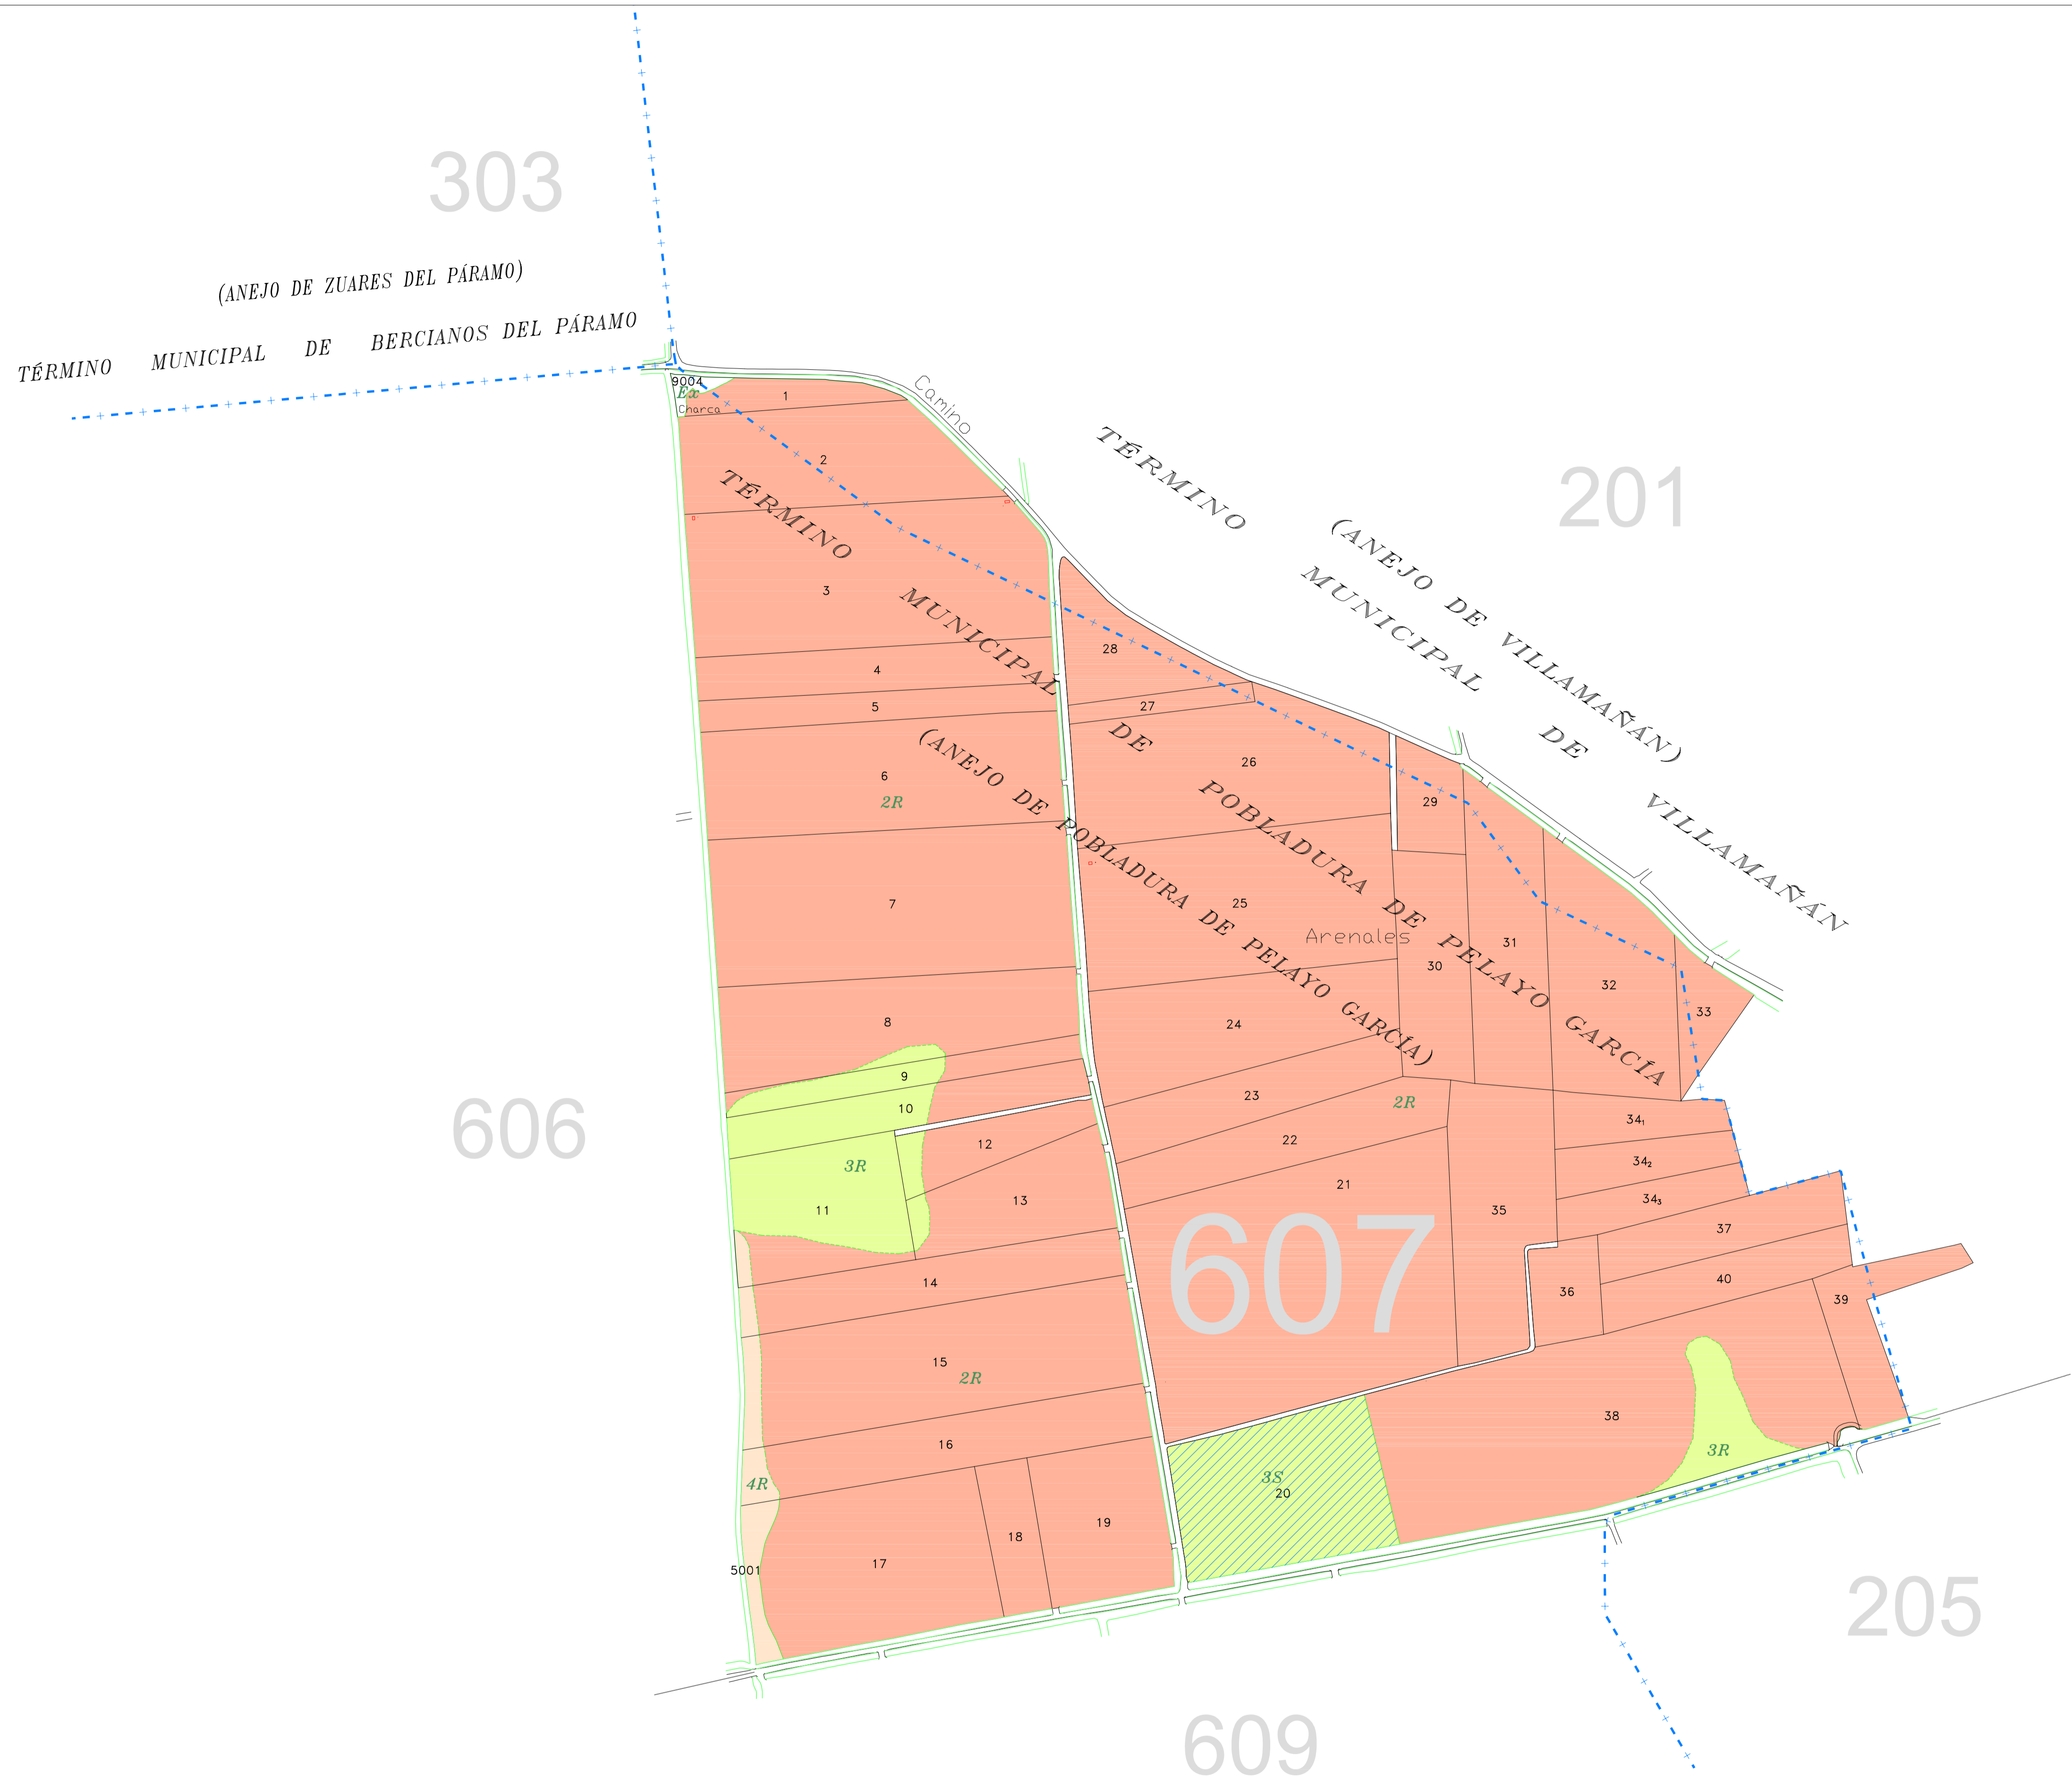 303
(ANEJO DE ZUARES DEL PÁRAMO)
TÉRMINO MUNICIPAL DE BERCIANOS DEL PÁRAMO
9004
Ex
Charca
Camino
1
2
TÉRMINO MUNICIPAL DE VILLAMAÑÁN
(ANEJO DE VILLAMAÑÁN)
201
TÉRMINO MUNICIPAL DE POBLADURA DE PELAYO GARCÍA
(ANEJO DE POBLADURA DE PELAYO GARCÍA)
3
28
4
5
27
26
6
2R
29
7
25
Arenales
31
30
32
33
8
24
9
10
23
2R
34₁
606
12
22
34₂
3R
11
13
21
35
34₃
37
607
14
36
40
39
15
2R
38
16
3R
4R
3S
20
19
18
17
5001
205
609